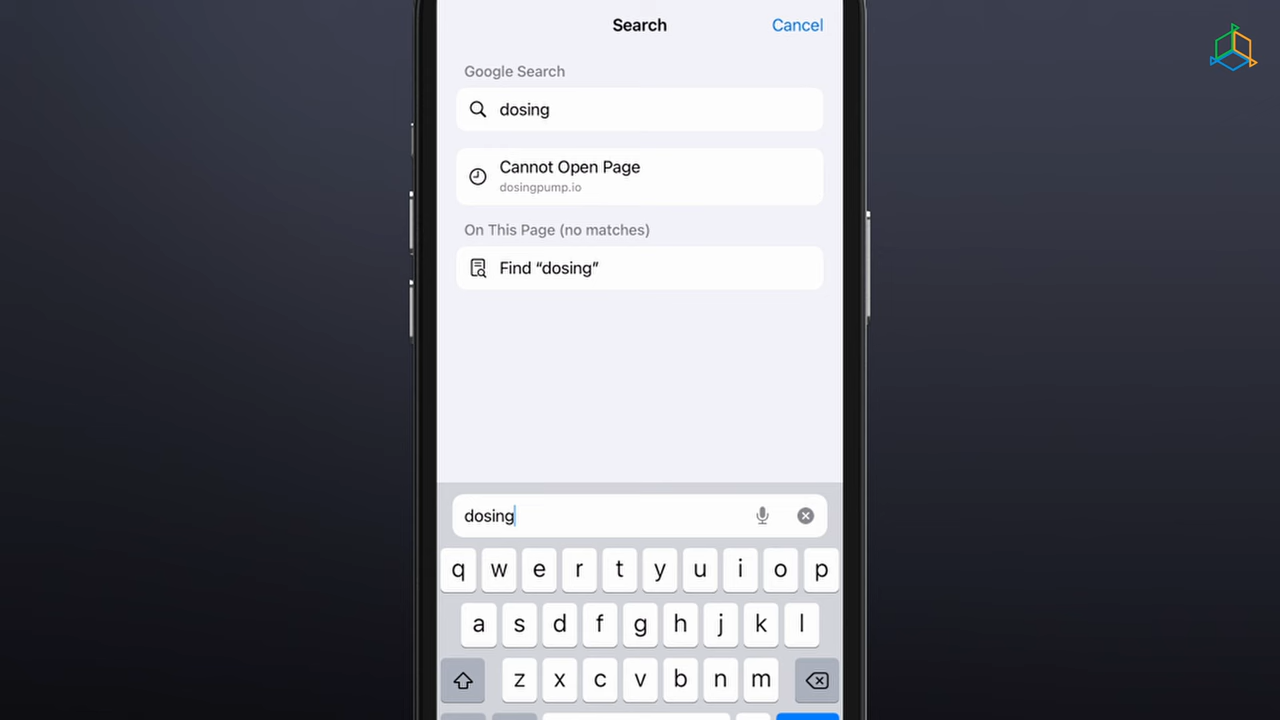 Search
Cancel
Google Search
dosing
Cannot Open Page
dosingpump.io
On This Page (no matches)
Find “dosing”
dosing
q w e r t y u i o p
a s d f g h j k l
z x c v b n m